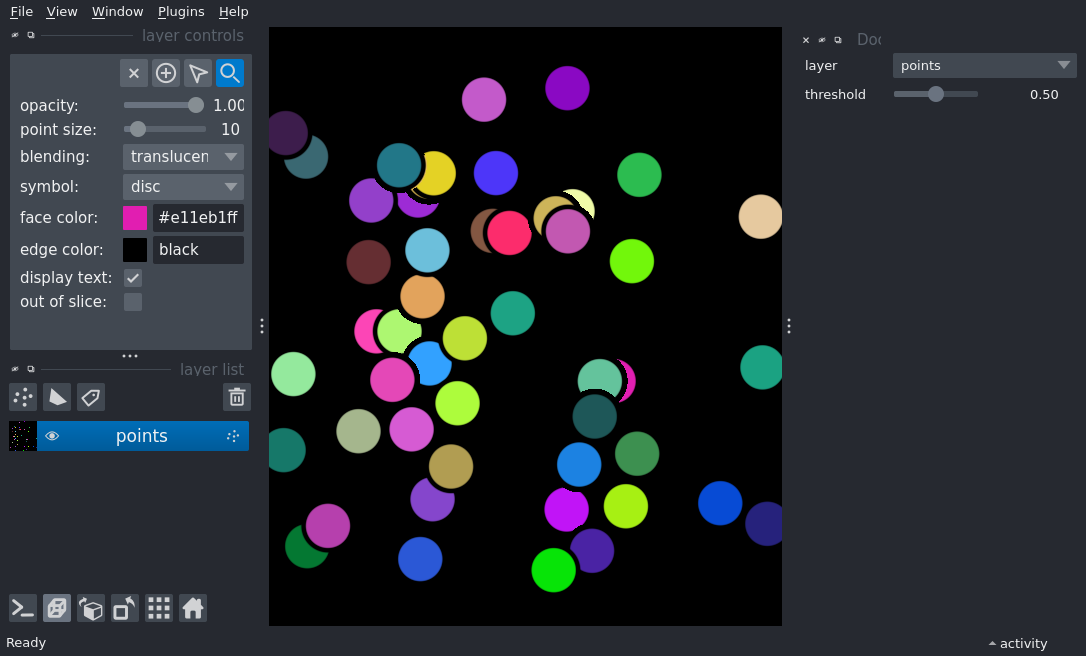 File View Window Plugins Help
layer controls
opacity: 1.00
point size: 10
blending: translucen
symbol: disc
face color: #e11eb1ff
edge color: black
display text:
out of slice:
layer list
points
Ready
Doc
layer points
threshold 0.50
activity